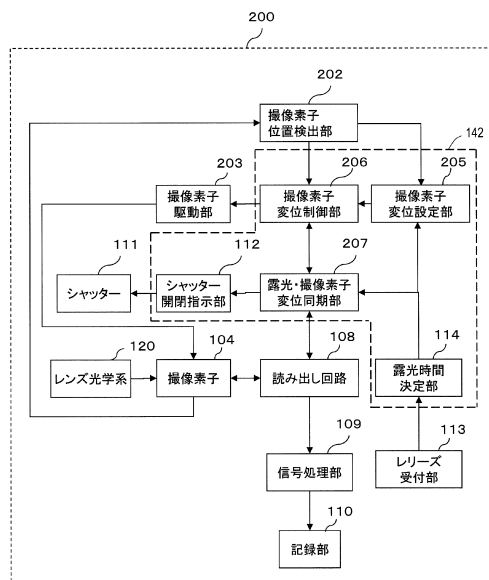 200
202
撮像素子
位置検出部
142
203
206
205
撮像素子
駆動部
撮像素子
変位制御部
撮像素子
変位設定部
111
112
207
シャッター
シャッター
開閉指示部
露光・撮像素子
変位同期部
120
104
108
114
レンズ光学系
撮像素子
読み出し回路
露光時間
決定部
109
113
信号処理部
レリーズ
受付部
110
記録部